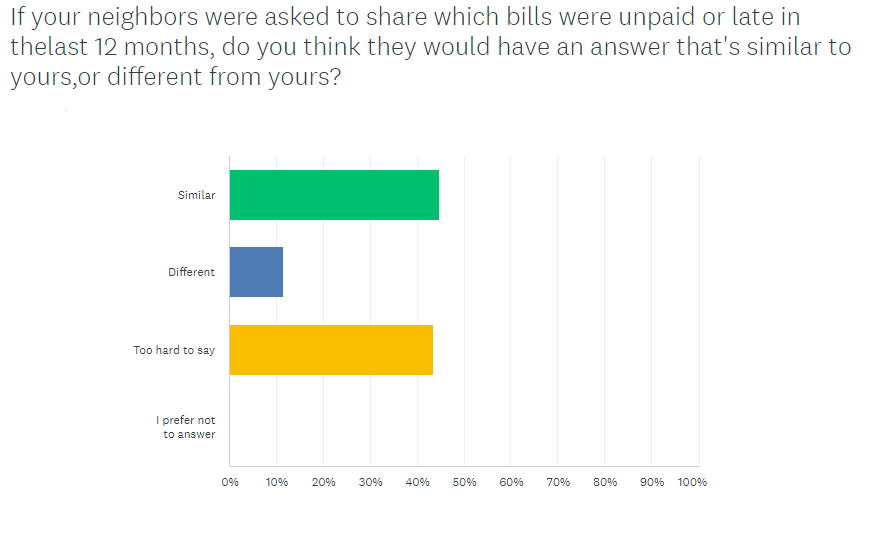 If your neighbors were asked to share which bills were unpaid or late in
thelast 12 months, do you think they would have an answer that's similar to
yours,or different from yours?
Similar
Different
Too hard to say
I prefer not
to answer
0% 10% 20% 30% 40% 50% 60% 70% 80% 90% 100%